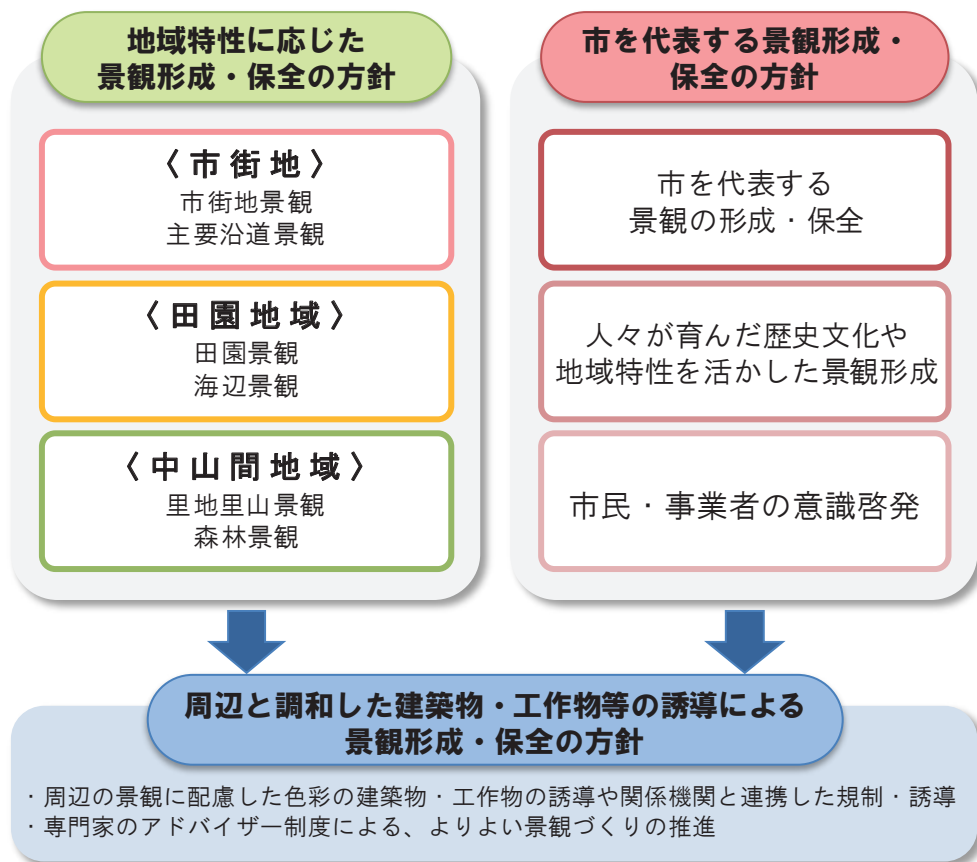 地域特性に応じた
景観形成・保全の方針
〈市街地〉
市街地景観
主要沿道景観
〈田園地域〉
田園景観
海辺景観
〈中山間地域〉
里地里山景観
森林景観
市を代表する景観形成・
保全の方針
市を代表する
景観の形成・保全
人々が育んだ歴史文化や
地域特性を活かした景観形成
市民・事業者の意識啓発
周辺と調和した建築物・工作物等の誘導による
景観形成・保全の方針
・周辺の景観に配慮した色彩の建築物・工作物の誘導や関係機関と連携した規制・誘導
・専門家のアドバイザー制度による、よりよい景観づくりの推進